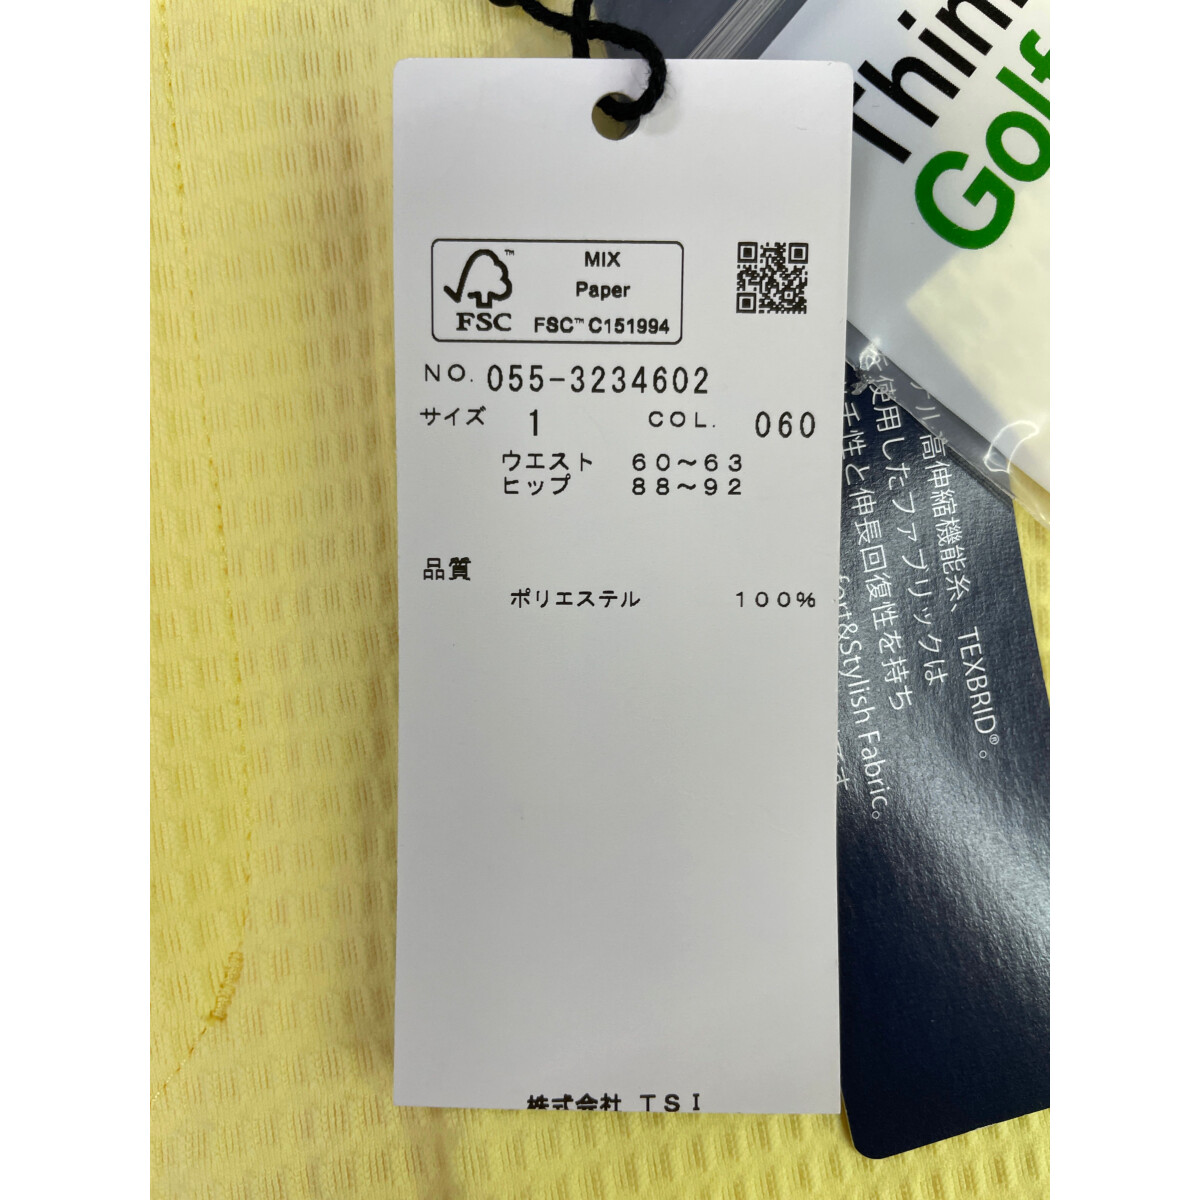 MIX
Paper
FSC™ C151994
FSC
NO. 055-3234602
サイズ 1 COL. 060
ウエスト 60～63
ヒップ 88～92
品質
ポリエステル 100%
株式会社 TSI
Golf
高伸縮機能糸、TEXBRID®。
を使用したファブリックは
性と伸長回復性を持ち
&Stylish Fabric。